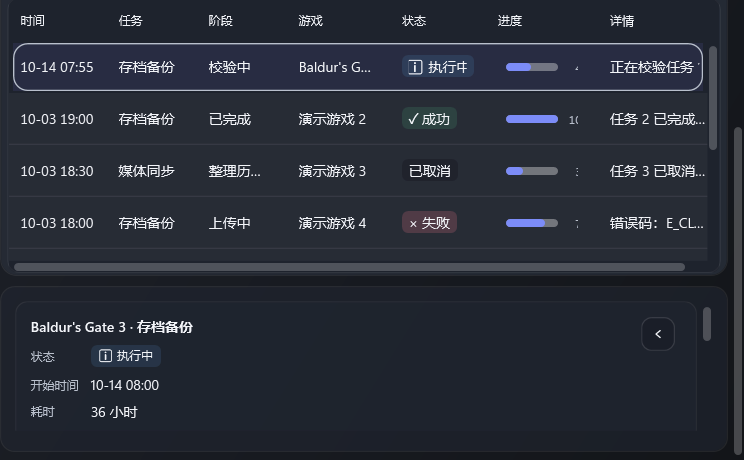 时间 任务 阶段 游戏 状态 进度 详情
10-14 07:55 存档备份 校验中 Baldur's G... 执行中 正在校验任务
10-03 19:00 存档备份 已完成 演示游戏 2 ✓ 成功 10 任务 2 已完成...
10-03 18:30 媒体同步 整理历... 演示游戏 3 已取消 任务 3 已取消...
10-03 18:00 存档备份 上传中 演示游戏 4 × 失败 错误码：E_CL...
Baldur's Gate 3 · 存档备份
状态 执行中
开始时间 10-14 08:00
耗时 36 小时